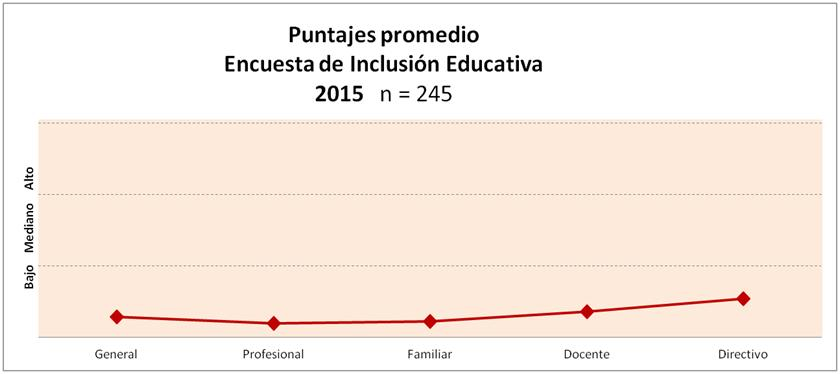 Puntajes promedio
Encuesta de Inclusión Educativa
2015 n = 245
Alto
Mediano
Bajo
General Profesional Familiar Docente Directivo